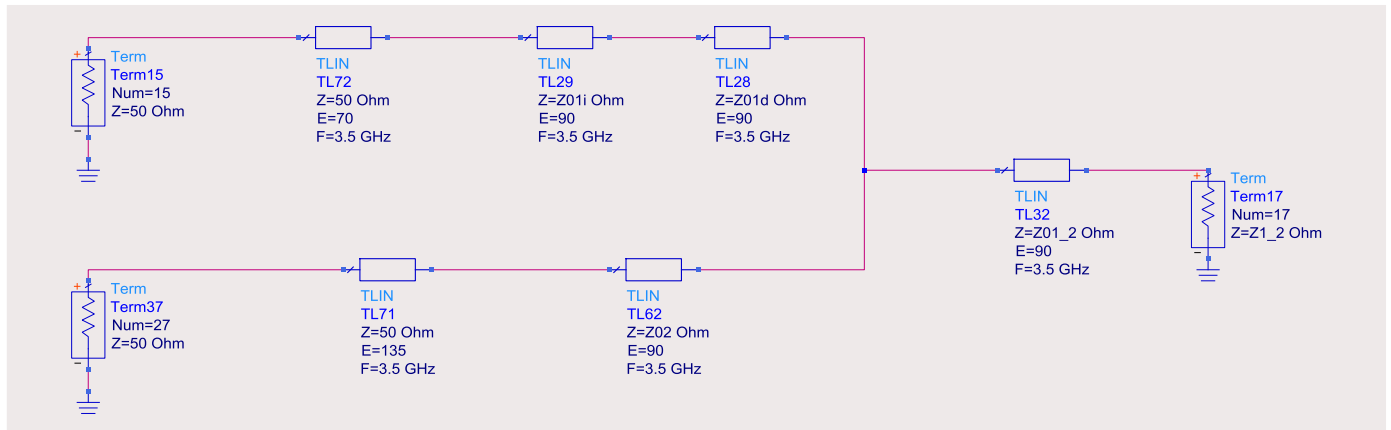 Term
Term15
Num=15
Z=50 Ohm
TLIN
TL72
Z=50 Ohm
E=70
F=3.5 GHz
TLIN
TL29
Z=Z01i Ohm
E=90
F=3.5 GHz
TLIN
TL28
Z=Z01d Ohm
E=90
F=3.5 GHz
TLIN
TL32
Z=Z01_2 Ohm
E=90
F=3.5 GHz
Term
Term17
Num=17
Z=Z1_2 Ohm
Term
Term37
Num=27
Z=50 Ohm
TLIN
TL71
Z=50 Ohm
E=135
F=3.5 GHz
TLIN
TL62
Z=Z02 Ohm
E=90
F=3.5 GHz